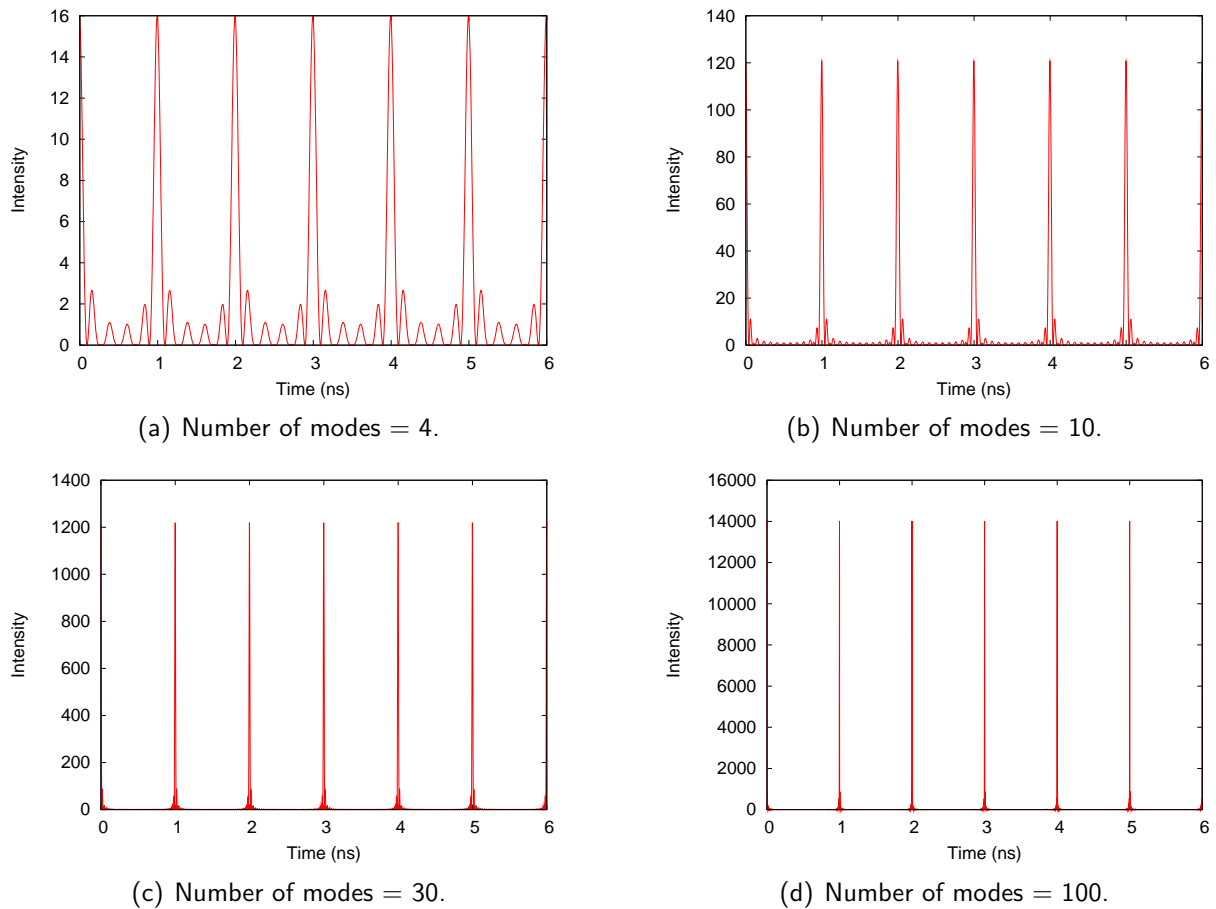 16
14
12
10
8
6
4
2
0
Intensity
0 1 2 3 4 5 6
Time (ns)
(a) Number of modes = 4.
140
120
100
80
60
40
20
0
Intensity
0 1 2 3 4 5 6
Time (ns)
(b) Number of modes = 10.
1400
1200
1000
800
600
400
200
0
Intensity
0 1 2 3 4 5 6
Time (ns)
(c) Number of modes = 30.
16000
14000
12000
10000
8000
6000
4000
2000
0
Intensity
0 1 2 3 4 5 6
Time (ns)
(d) Number of modes = 100.